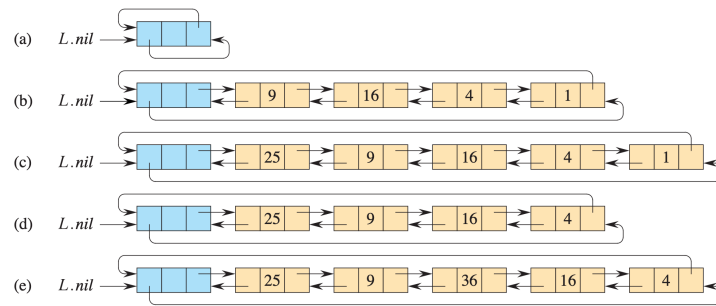 (a) L.nil
(b) L.nil 9 16 4 1
(c) L.nil 25 9 16 4 1
(d) L.nil 25 9 16 4
(e) L.nil 25 9 36 16 4